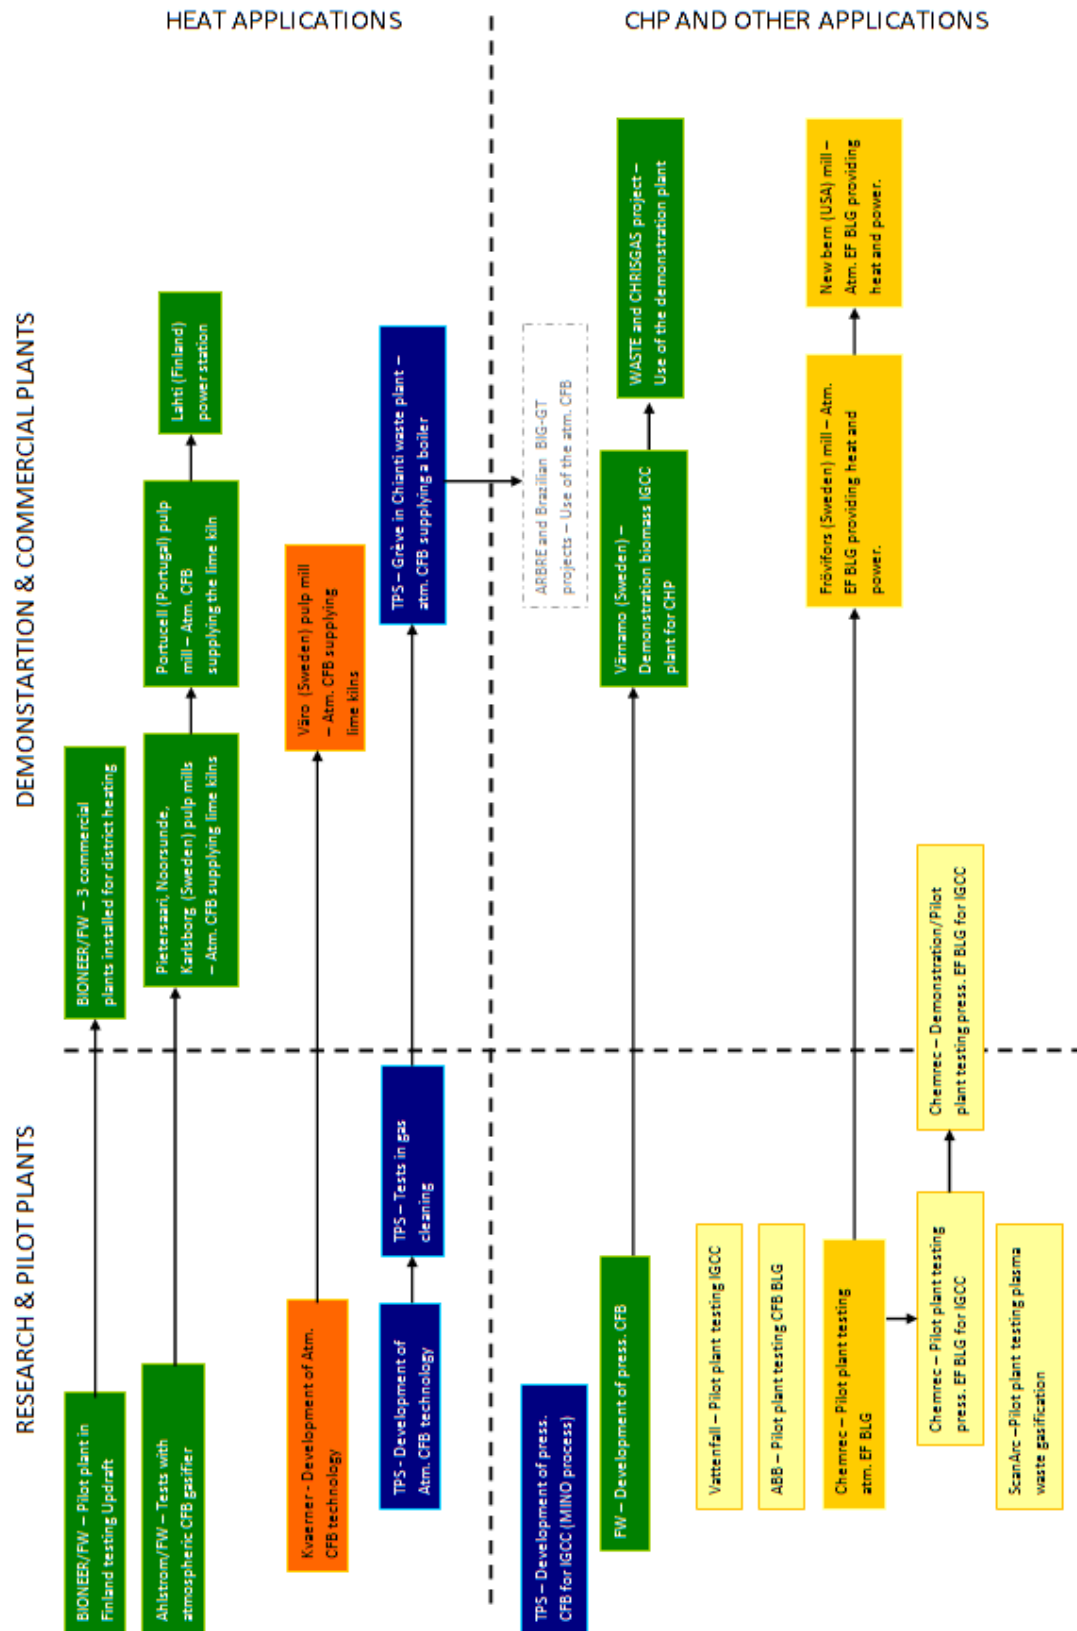 HEAT APPLICATIONS
CHP AND OTHER APPLICATIONS
RESEARCH & PILOT PLANTS
DEMONSTARTION & COMMERCIAL PLANTS
BIONEER/FW – Pilot plant in
Finland testing Updraft
BIONEER/FW – 3 commercial
plants installed for district heating
Ahlstrom/FW – Tests with
atmospheric CFB gasifier
Pietersaari, Noorsunde,
Karlsborg (Sweden) pulp mills
– Atm. CFB supplying lime kilns
Portucell (Portugal) pulp
mill – Atm. CFB
supplying the lime kiln
Lahti (Finland)
power station
Kvaerner - Development of Atm.
CFB technology
Väro (Sweden) pulp mill
– Atm. CFB supplying
lime kilns
TPS - Development of
Atm. CFB technology
TPS – Tests in gas
cleaning
TPS – Grève in Chianti waste plant –
atm. CFB supplying a boiler
TPS – Development of press.
CFB for IGCC (MINO process)
ARBRE and Brazilian BIG-GT
projects – Use of the atm. CFB
FW – Development of press. CFB
Värnamo (Sweden) –
Demonstration biomass IGCC
plant for CHP
WASTE and CHRISGAS project –
Use of the demonstration plant
Vattenfall – Pilot plant testing IGCC
ABB – Pilot plant testing CFB BLG
Chemrec – Pilot plant testing
atm. EF BLG
Frövifors (Sweden) mill – Atm.
EF BLG providing heat and
power.
New bern (USA) mill –
Atm. EF BLG providing
heat and power.
Chemrec – Pilot plant testing
press. EF BLG for IGCC
Chemrec – Demonstration/Pilot
plant testing press. EF BLG for IGCC
ScanArc –Pilot plant testing plasma
waste gasification